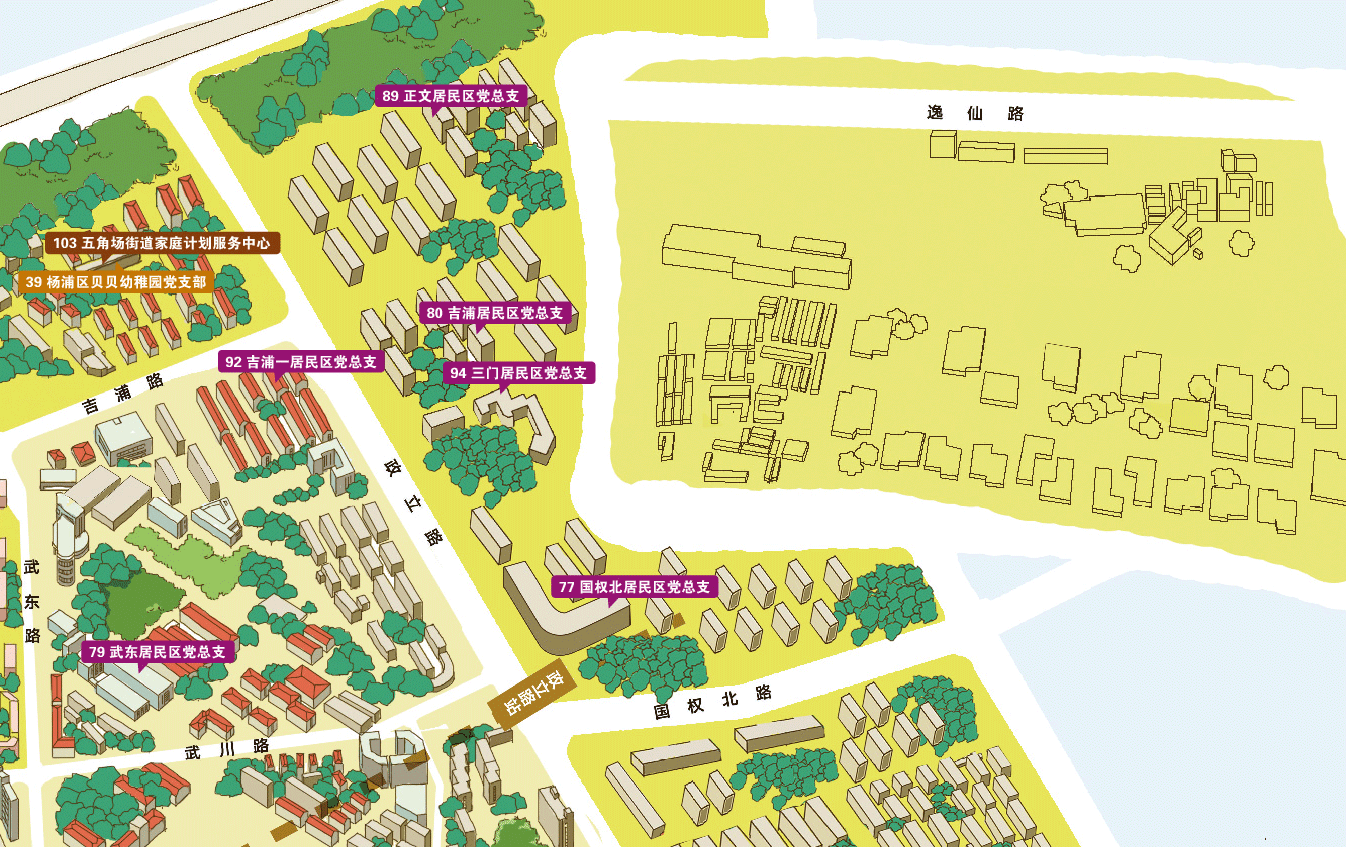 89 正文居民区党总支
逸仙路
103 五角场街道家庭计划服务中心
39 杨浦区贝贝幼稚园党支部
80 吉浦居民区党总支
92 吉浦一居民区党总支
94 三门居民区党总支
吉浦路
政立路
武东路
77 国权北居民区党总支
79 武东居民区党总支
政立路站
国权北路
武川路